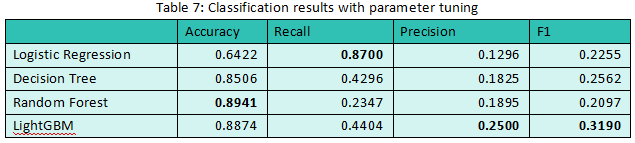 Table 7: Classification results with parameter tuning
Accuracy Recall Precision F1
Logistic Regression 0.6422 0.8700 0.1296 0.2255
Decision Tree 0.8506 0.4296 0.1825 0.2562
Random Forest 0.8941 0.2347 0.1895 0.2097
LightGBM 0.8874 0.4404 0.2500 0.3190